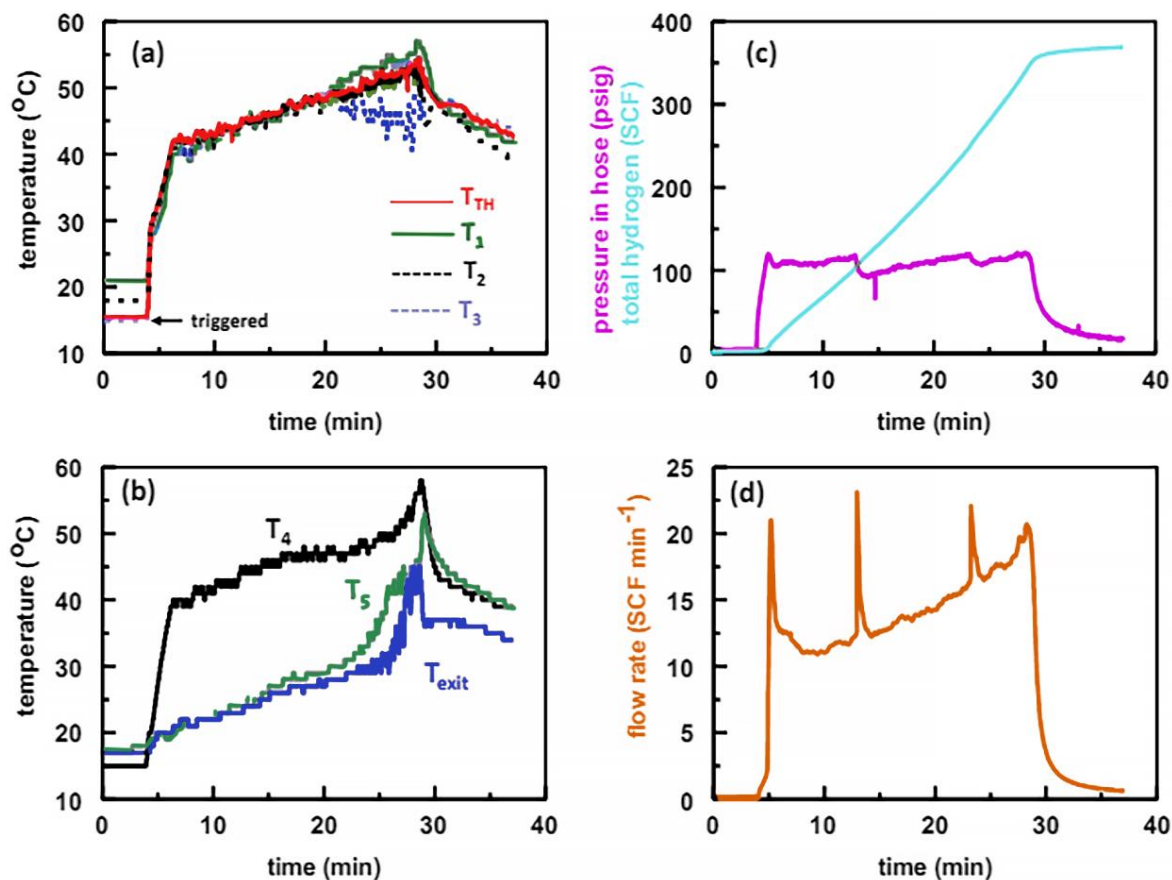 (a)
temperature (°C)
60
50
40
30
20
10
T_TH
T_1
T_2
T_3
triggered
0 10 20 30 40
time (min)
(c)
pressure in hose (psig)
total hydrogen (SCF)
400
300
200
100
0
0 10 20 30 40
time (min)
(b)
temperature (°C)
60
50
40
30
20
10
T_4
T_5
T_exit
0 10 20 30 40
time (min)
(d)
flow rate (SCF min⁻¹)
25
20
15
10
5
0
0 10 20 30 40
time (min)